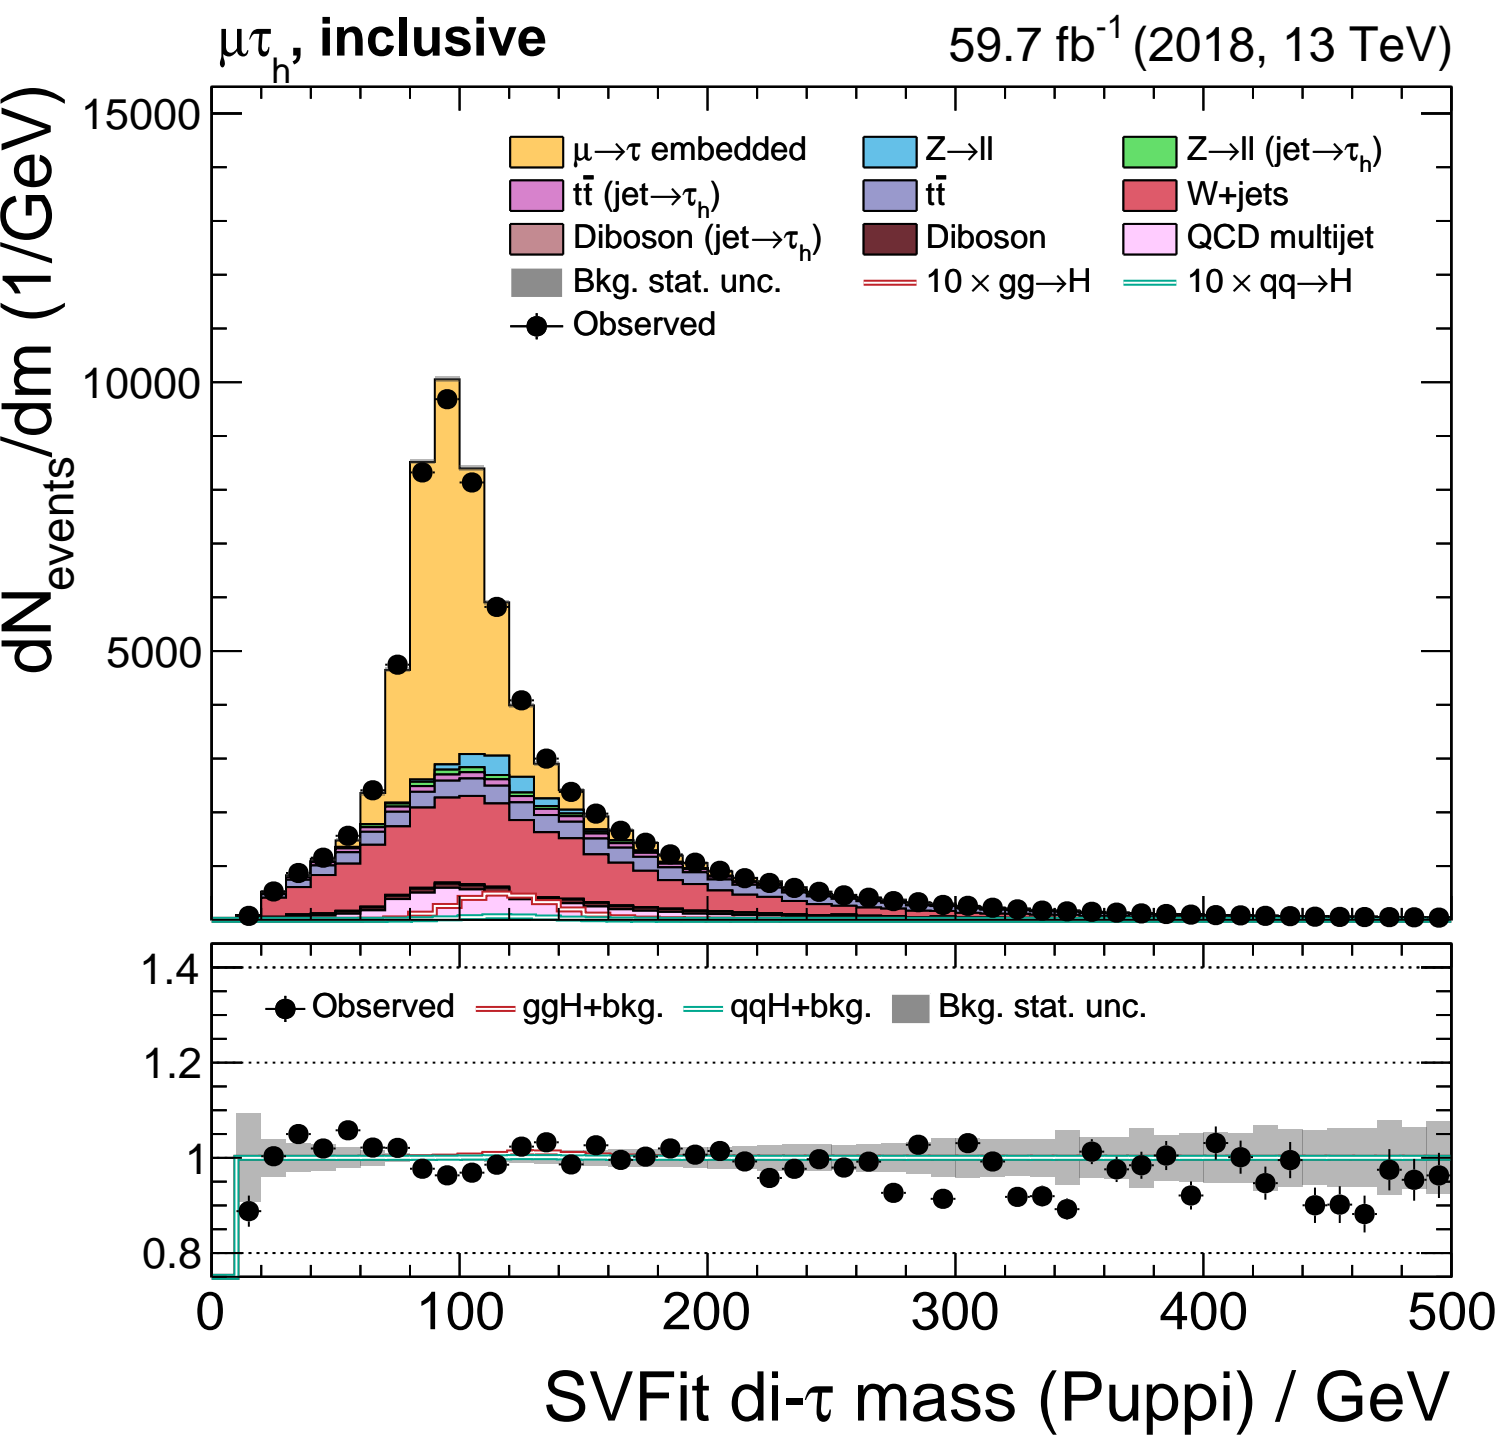 μτh, inclusive
59.7 fb-1 (2018, 13 TeV)
dNevents/dm (1/GeV)
15000
10000
5000
μ→τ embedded
Z→ll
Z→ll (jet→τh)
tt̄ (jet→τh)
tt̄
W+jets
Diboson (jet→τh)
Diboson
QCD multijet
Bkg. stat. unc.
10 × gg→H
10 × qq→H
Observed
1.4
1.2
1
0.8
Observed
ggH+bkg.
qqH+bkg.
Bkg. stat. unc.
0
100
200
300
400
500
SVFit di-τ mass (Puppi) / GeV